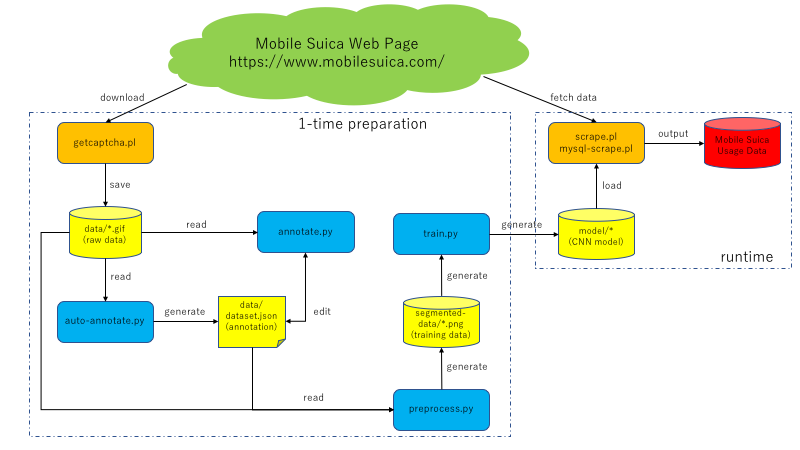 Mobile Suica Web Page
https://www.mobilesuica.com/
download
fetch data
1-time preparation
getcaptcha.pl
scrape.pl
mysql-scrape.pl
output
Mobile Suica
Usage Data
save
load
data/*.gif
(raw data)
read
annotate.py
train.py
generate
model/*
(CNN model)
runtime
read
generate
auto-annotate.py
generate
data/
dataset.json
(annotation)
edit
segmented-
data/*.png
(training data)
generate
read
preprocess.py